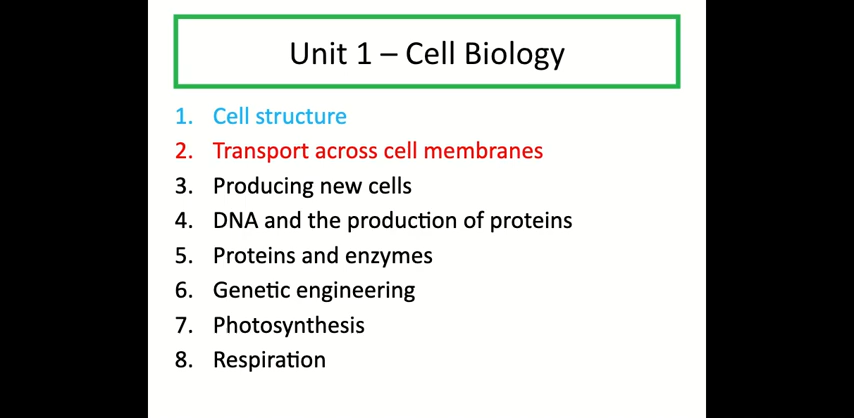 Unit 1 – Cell Biology
1. Cell structure
2. Transport across cell membranes
3. Producing new cells
4. DNA and the production of proteins
5. Proteins and enzymes
6. Genetic engineering
7. Photosynthesis
8. Respiration